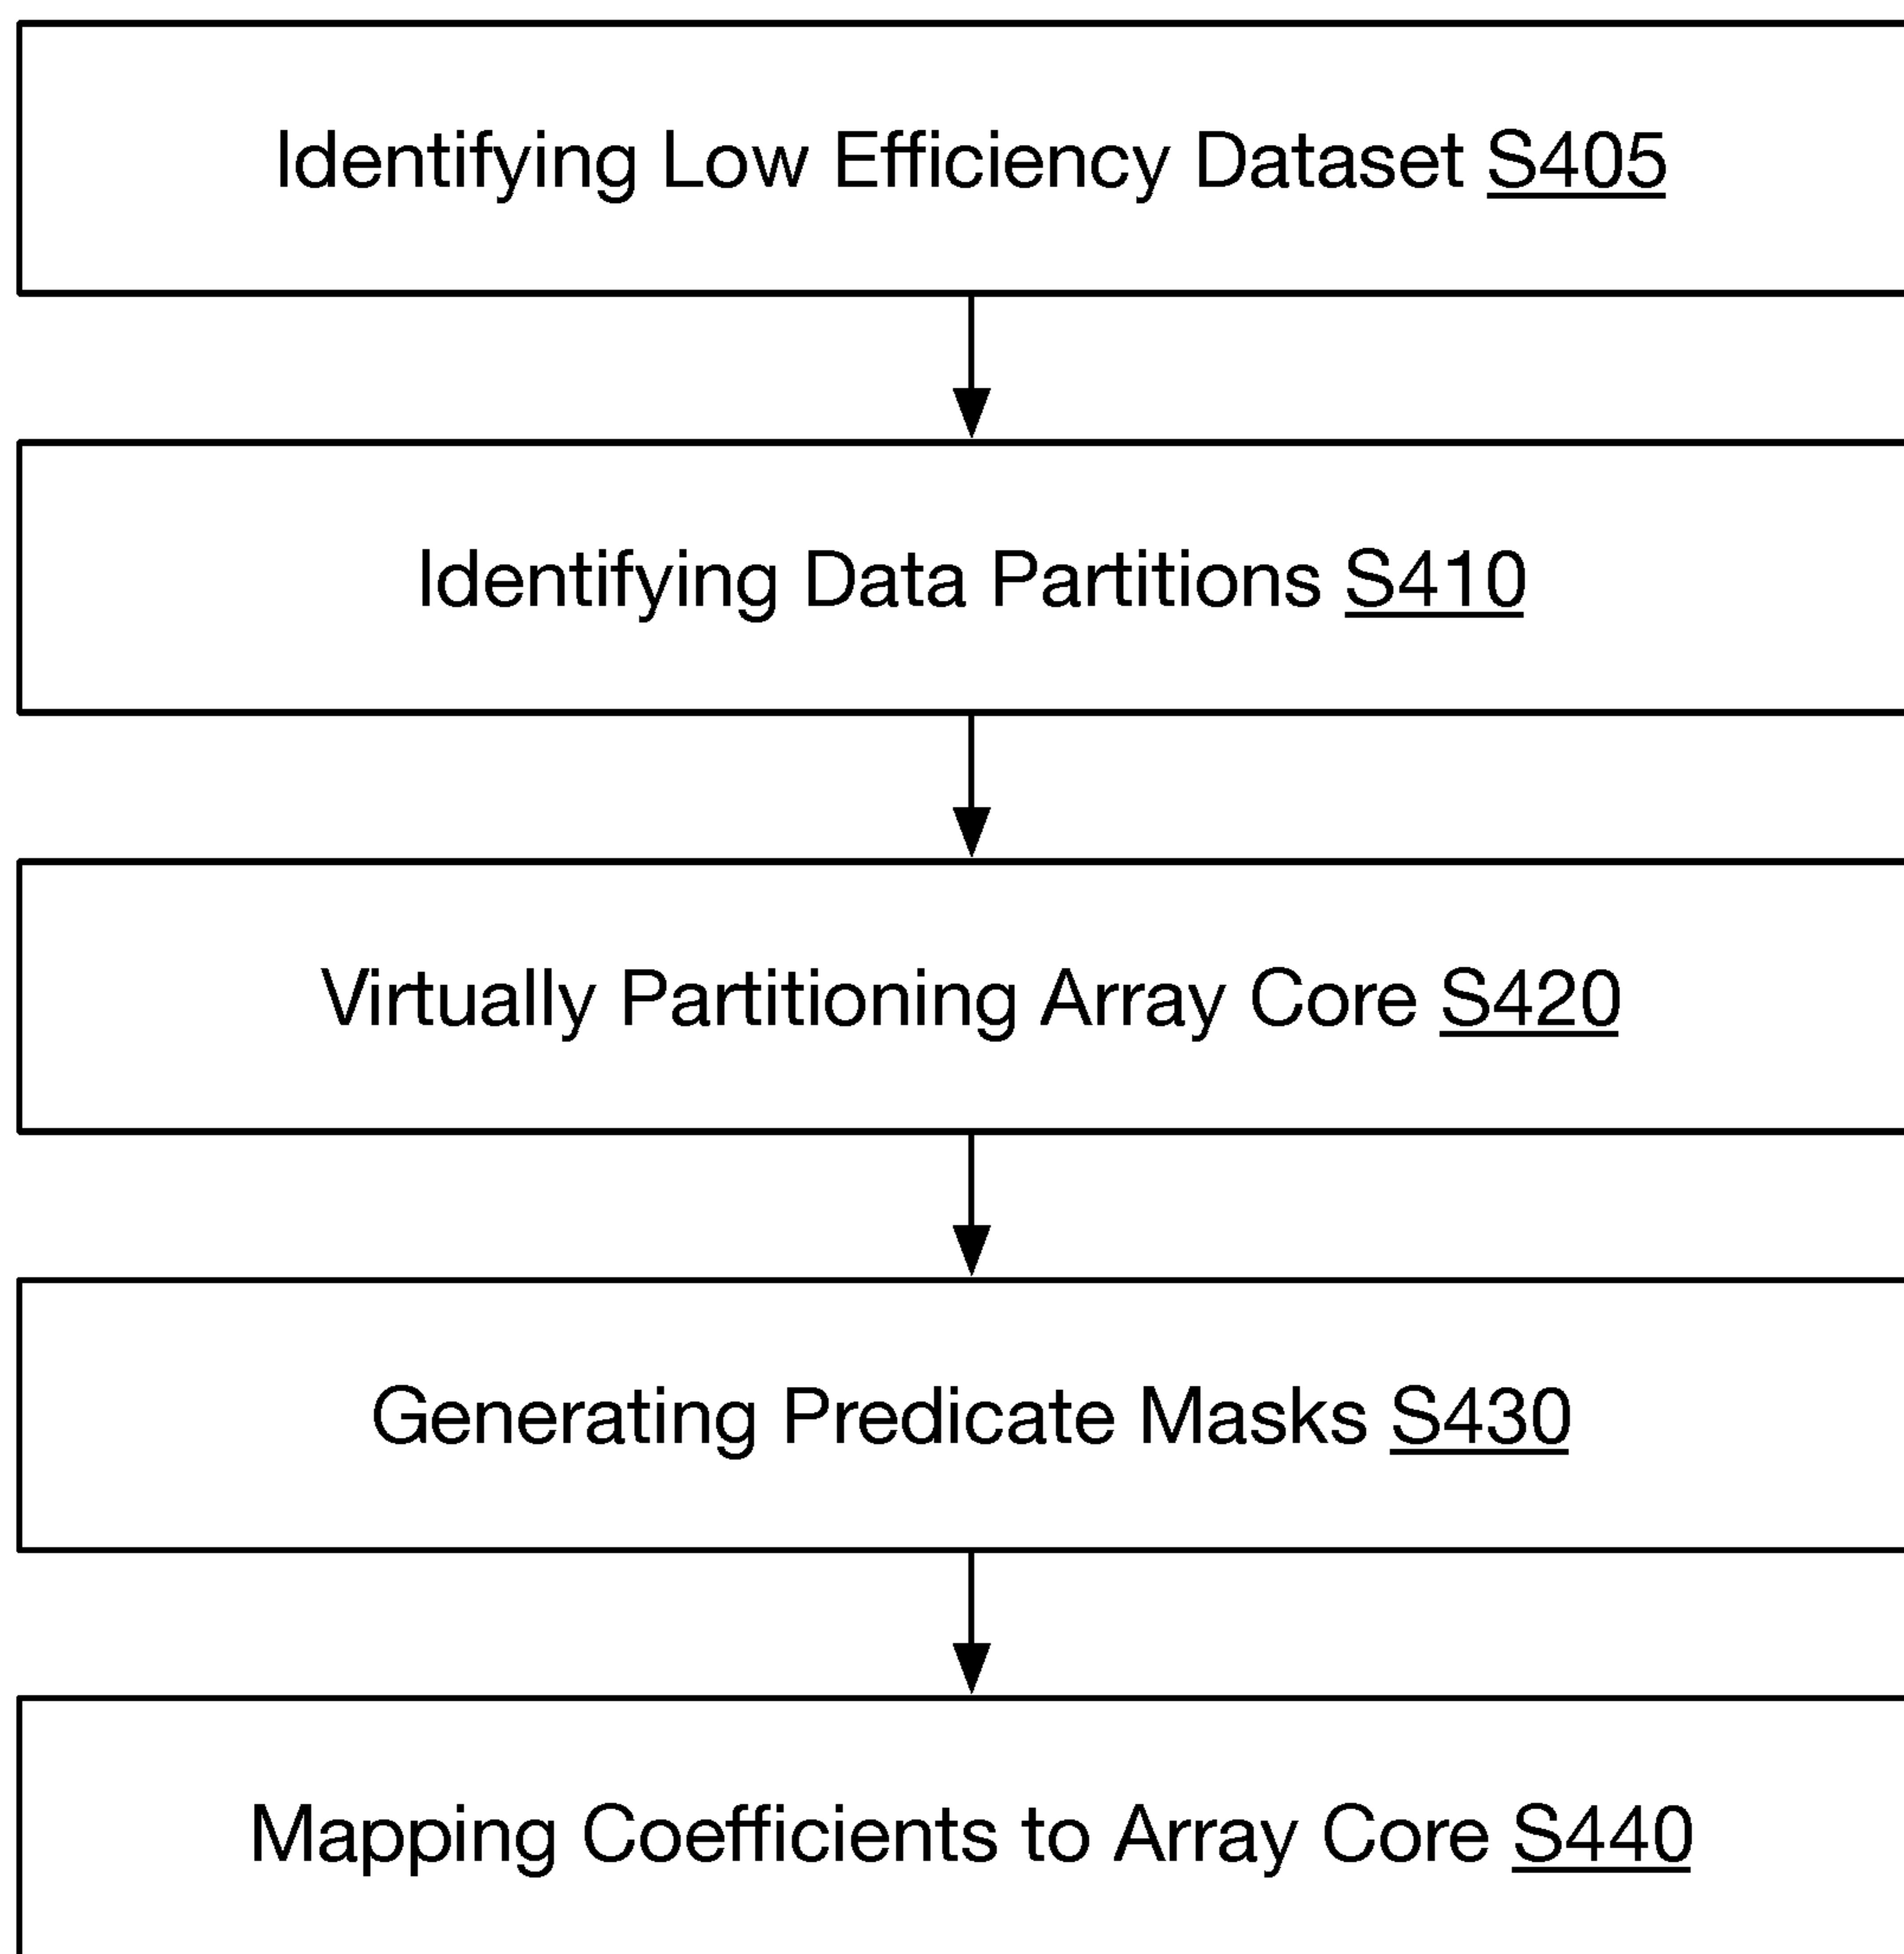 Identifying Low Efficiency Dataset S405
Identifying Data Partitions S410
Virtually Partitioning Array Core S420
Generating Predicate Masks S430
Mapping Coefficients to Array Core S440